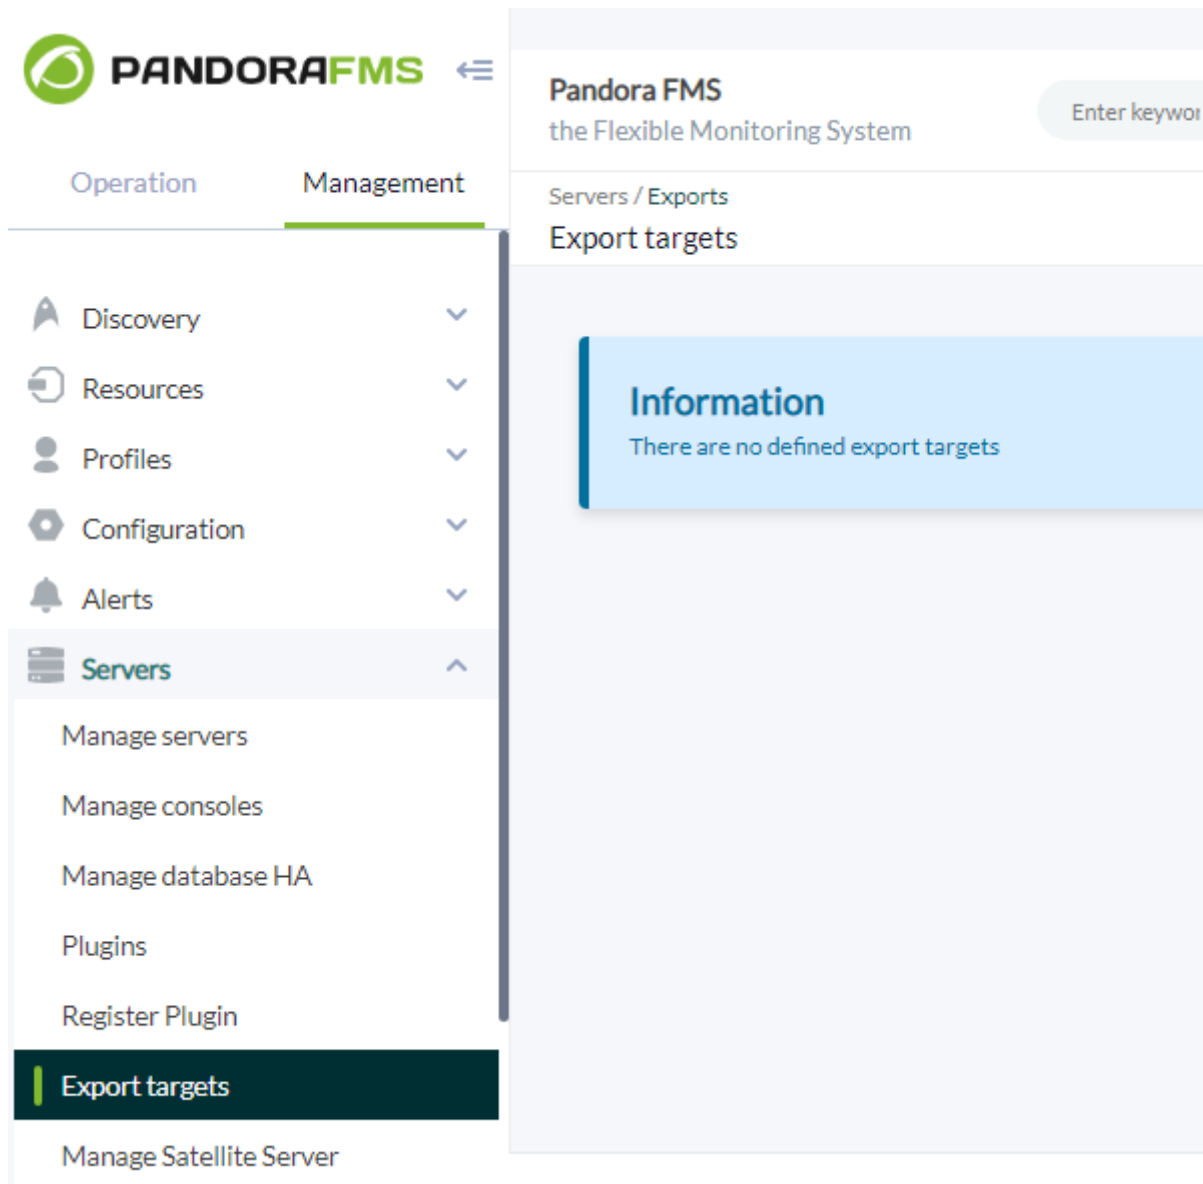 PANDORAFMS
Operation
Management
Discovery
Resources
Profiles
Configuration
Alerts
Servers
Manage servers
Manage consoles
Manage database HA
Plugins
Register Plugin
Export targets
Manage Satellite Server
Pandora FMS
the Flexible Monitoring System
Enter keywor
Servers / Exports
Export targets
Information
There are no defined export targets